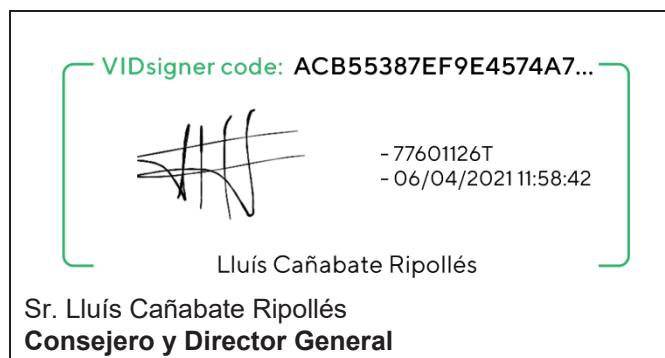 VIDsigner code: ACB55387EF9E4574A7...
- 77601126T
- 06/04/2021 11:58:42
Lluís Cañabate Ripollés
Sr. Lluís Cañabate Ripollés
Consejero y Director General